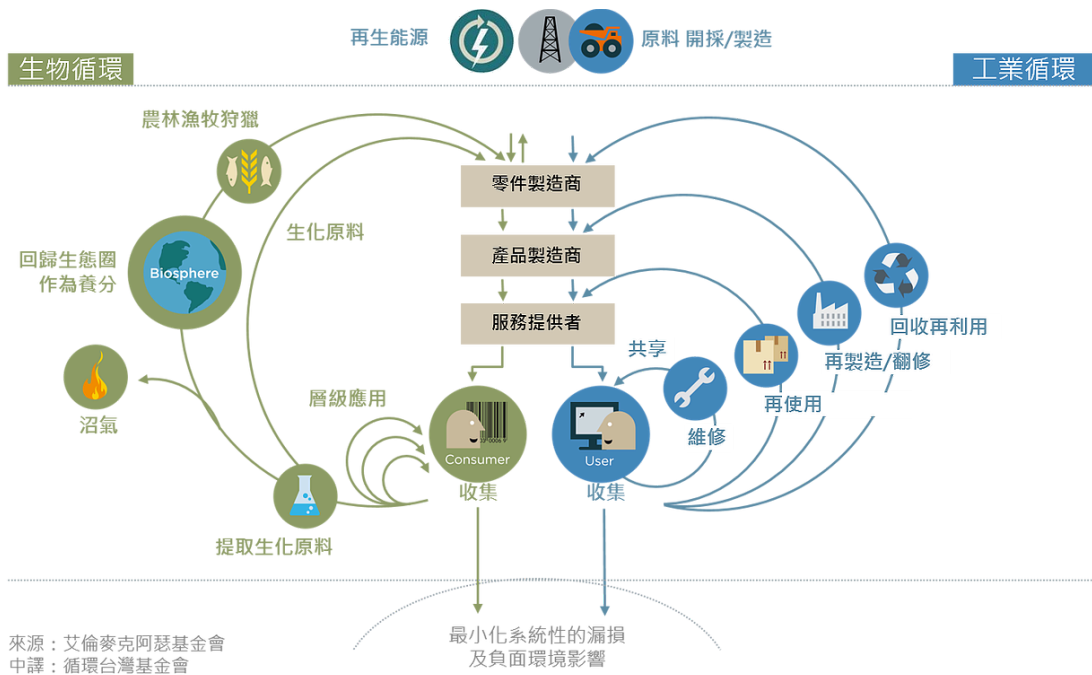 再生能源
原料 開採/製造
生物循環
工業循環
農林漁牧狩獵
零件製造商
生化原料
產品製造商
回歸生態圈
作為養分
Biosphere
服務提供者
回收再利用
共享
再製造/翻修
層級應用
再使用
沼氣
維修
Consumer
User
收集
收集
提取生化原料
最小化系統性的漏損
及負面環境影響
來源：艾倫麥克阿瑟基金會
中譯：循環台灣基金會